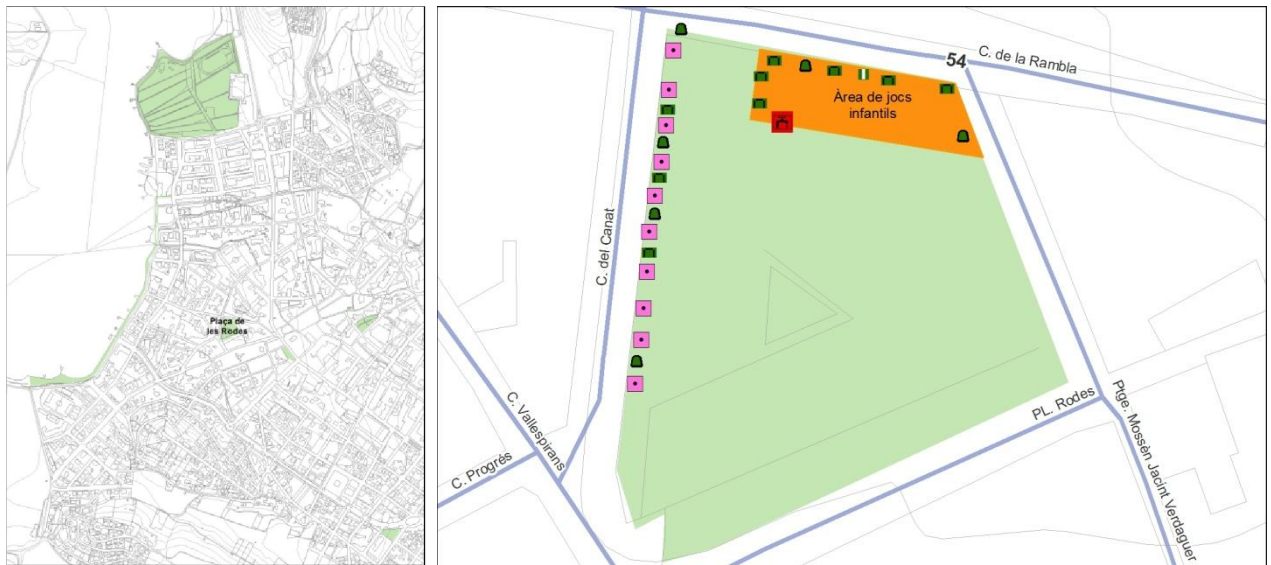 Plaça de
les Rodes
C. de la Rambla
54
Àrea de jocs
infantils
C. del Canat
C. Vallespirans
C. Progrés
PL. Rodes
Ptge. Mossèn Jacint Verdaguer